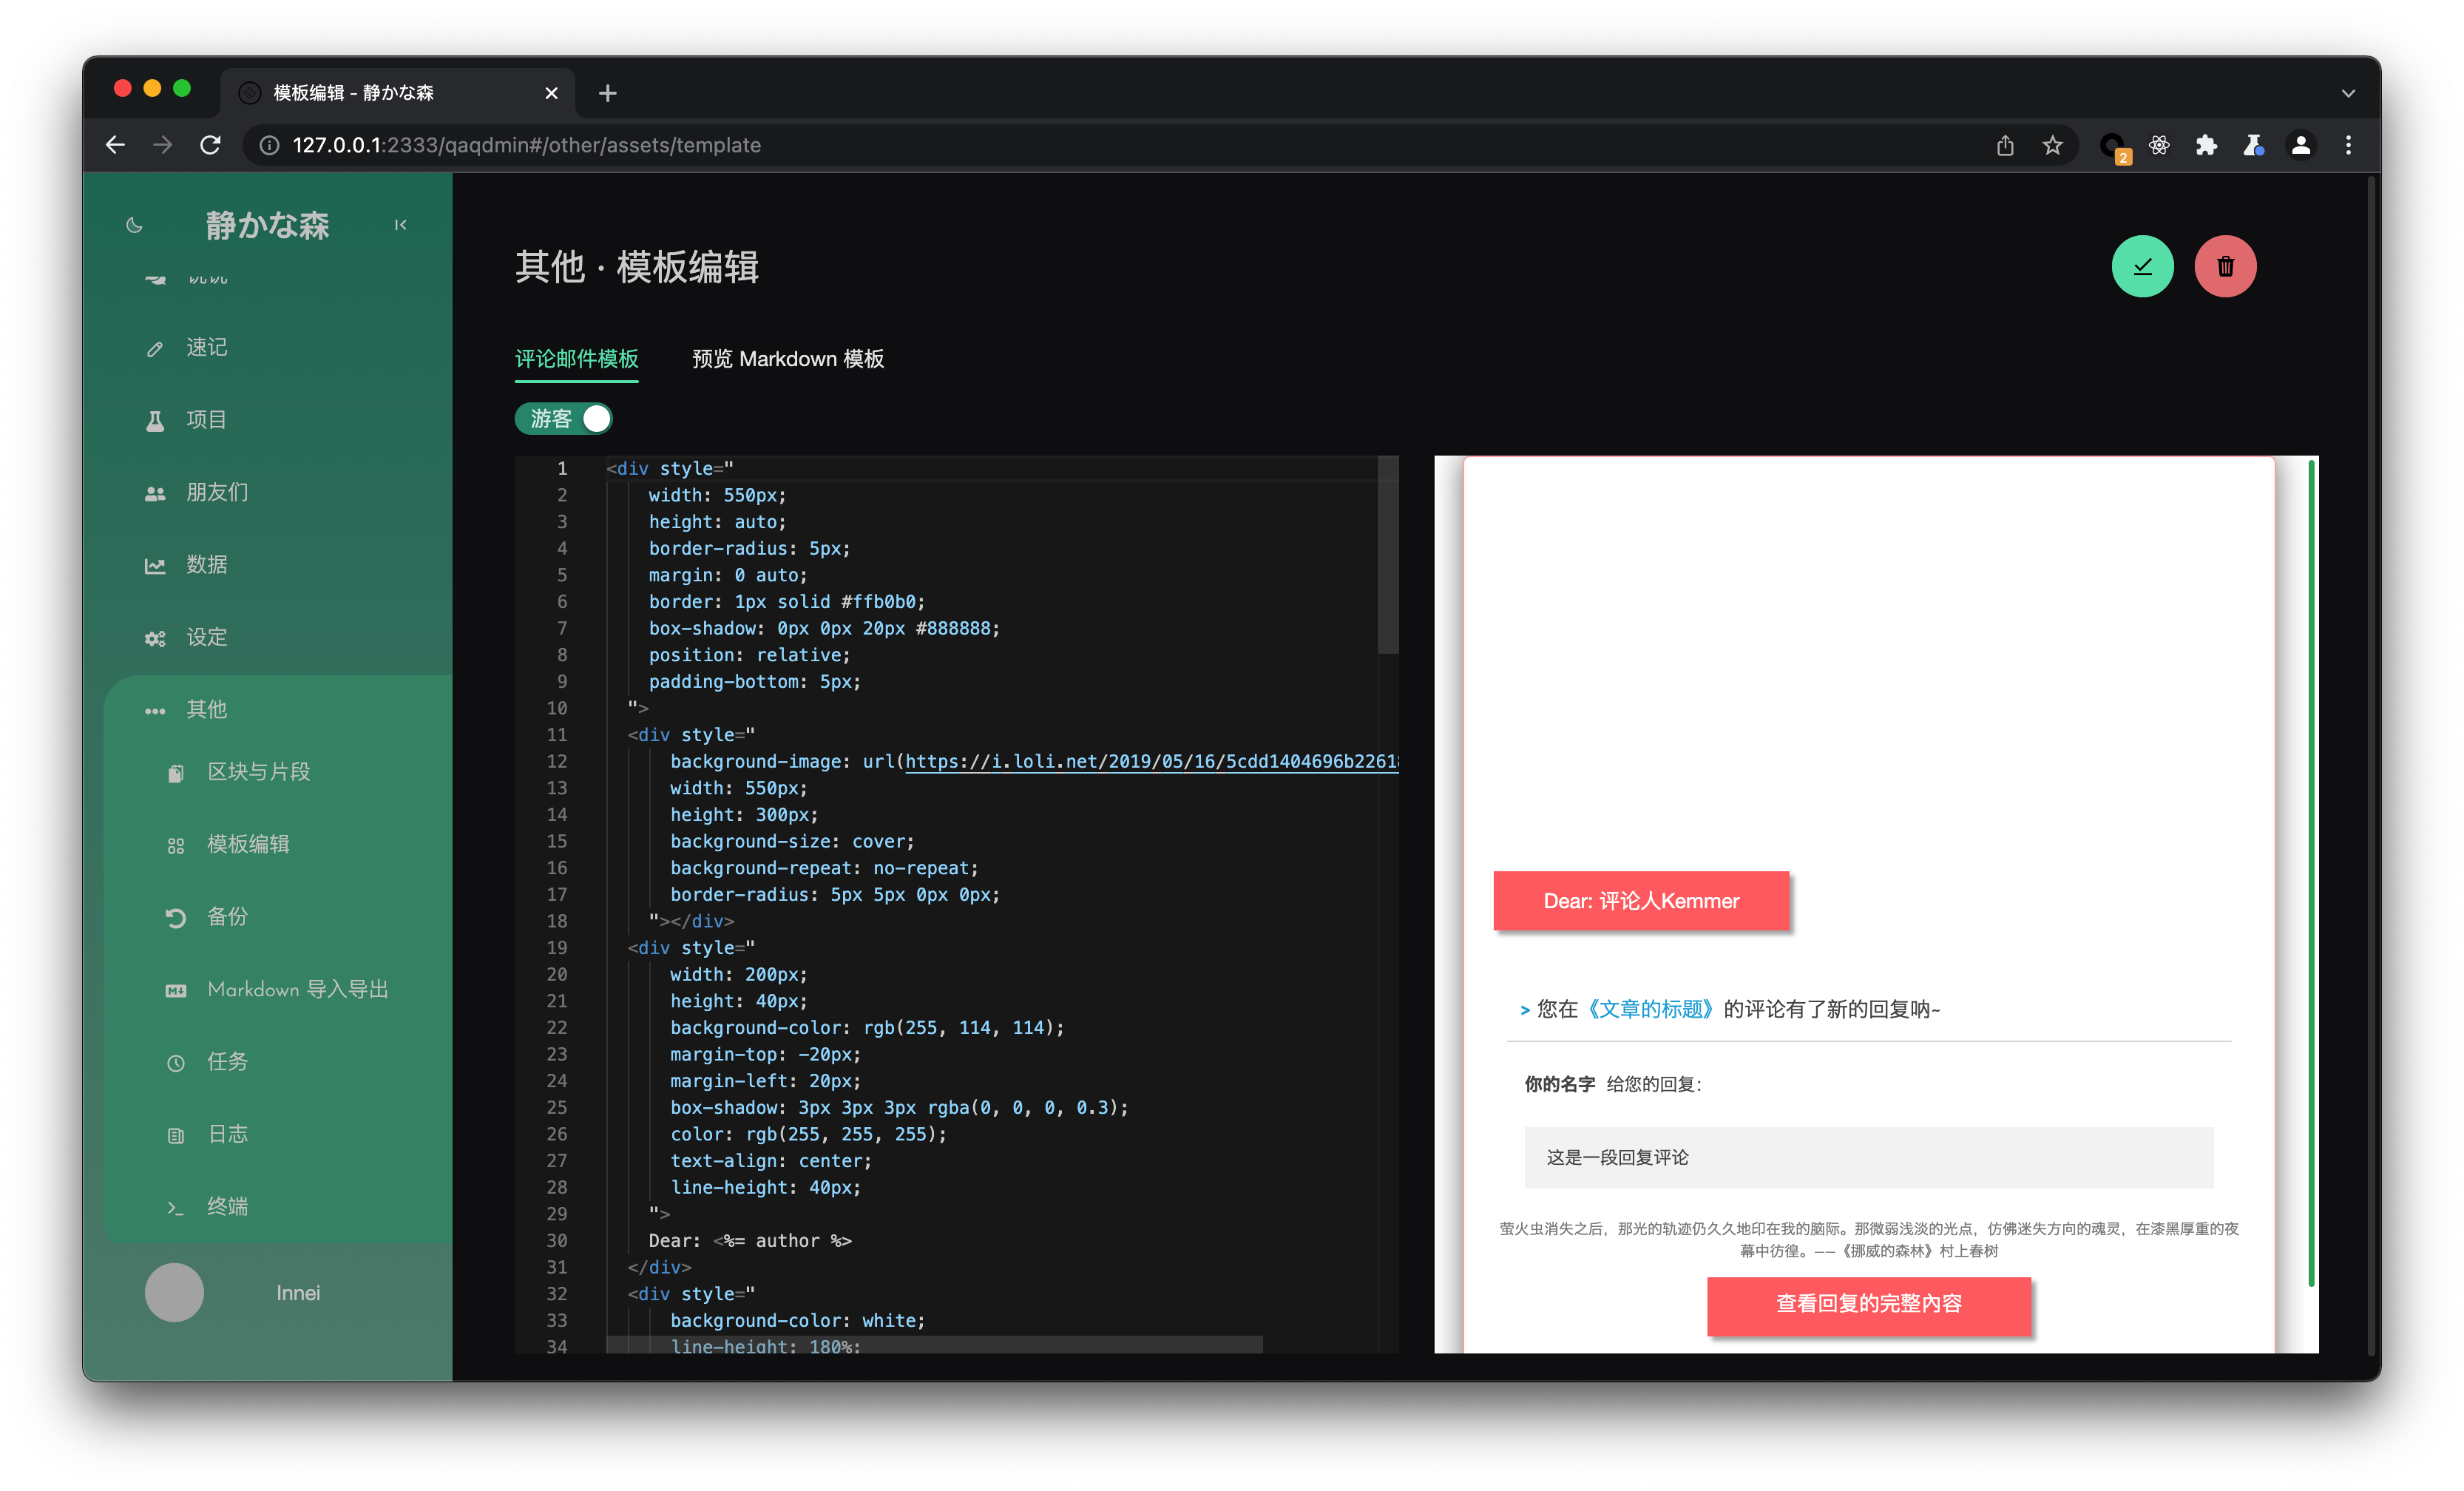 模板编辑 - 静かな森
127.0.0.1:2333/qaqdmin#/other/assets/template
2
静かな森
速记
项目
朋友们
数据
设定
其他
区块与片段
模板编辑
备份
Markdown 导入导出
任务
日志
终端
Innei
其他 · 模板编辑
评论邮件模板
预览 Markdown 模板
游客
1 <div style="
2 width: 550px;
3 height: auto;
4 border-radius: 5px;
5 margin: 0 auto;
6 border: 1px solid #ffb0b0;
7 box-shadow: 0px 0px 20px #888888;
8 position: relative;
9 padding-bottom: 5px;
10 ">
11 <div style="
12 background-image: url(https://i.loli.net/2019/05/16/5cdd1404696b2261
13 width: 550px;
14 height: 300px;
15 background-size: cover;
16 background-repeat: no-repeat;
17 border-radius: 5px 5px 0px 0px;
18 "></div>
19 <div style="
20 width: 200px;
21 height: 40px;
22 background-color: rgb(255, 114, 114);
23 margin-top: -20px;
24 margin-left: 20px;
25 box-shadow: 3px 3px 3px rgba(0, 0, 0, 0.3);
26 color: rgb(255, 255, 255);
27 text-align: center;
28 line-height: 40px;
29 ">
30 Dear: <%= author %>
31 </div>
32 <div style="
33 background-color: white;
34 line-height: 180%;
Dear: 评论人Kemmer
> 您在《文章的标题》的评论有了新的回复呐~
你的名字 给您的回复：
这是一段回复评论
萤火虫消失之后，那光的轨迹仍久久地印在我的脑际。那微弱浅淡的光点，仿佛迷失方向的魂灵，在漆黑厚重的夜
幕中彷徨。——《挪威的森林》村上春树
查看回复的完整內容